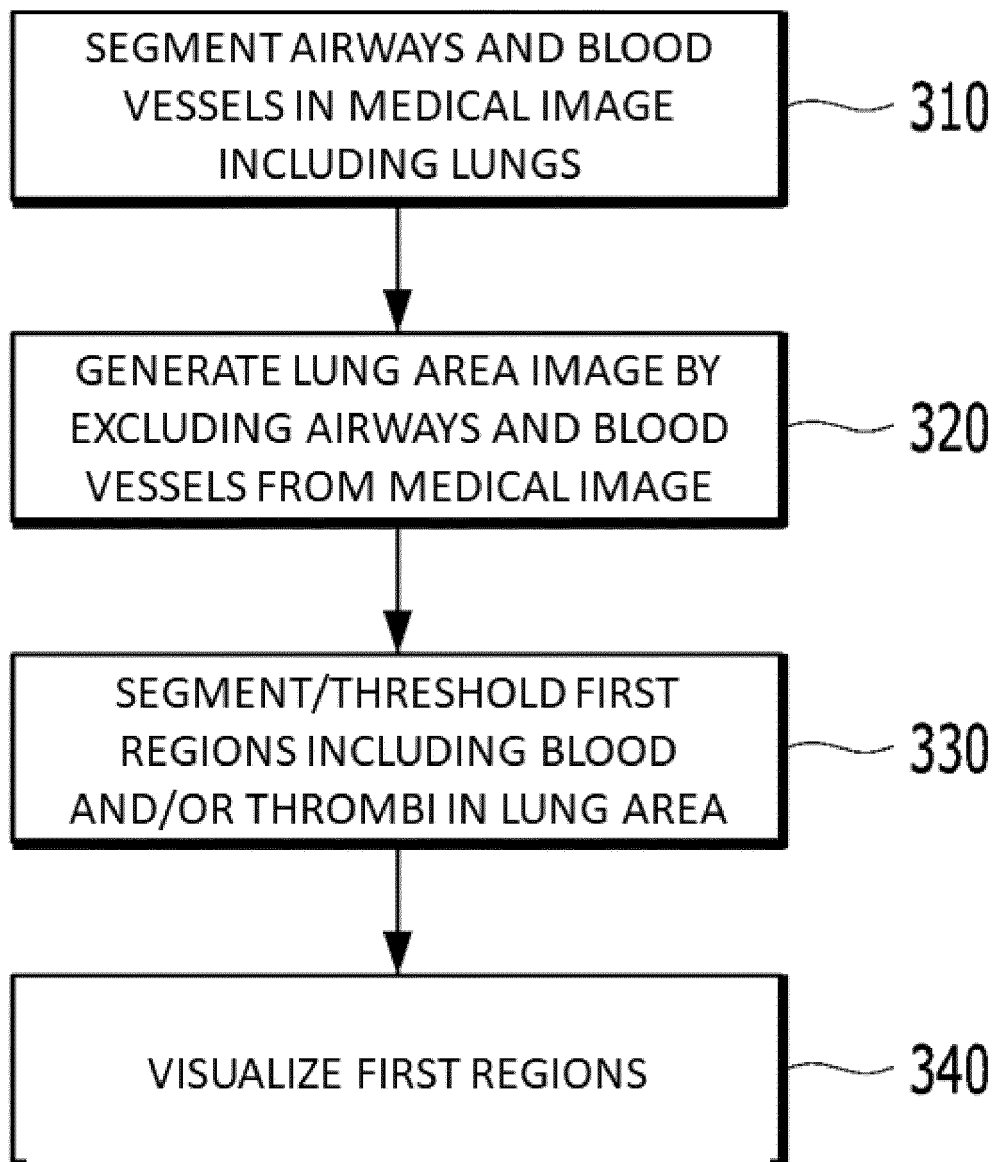 SEGMENT AIRWAYS AND BLOOD
VESSELS IN MEDICAL IMAGE
INCLUDING LUNGS
310
GENERATE LUNG AREA IMAGE BY
EXCLUDING AIRWAYS AND BLOOD
VESSELS FROM MEDICAL IMAGE
320
SEGMENT/THRESHOLD FIRST
REGIONS INCLUDING BLOOD
AND/OR THROMBI IN LUNG AREA
330
VISUALIZE FIRST REGIONS
340